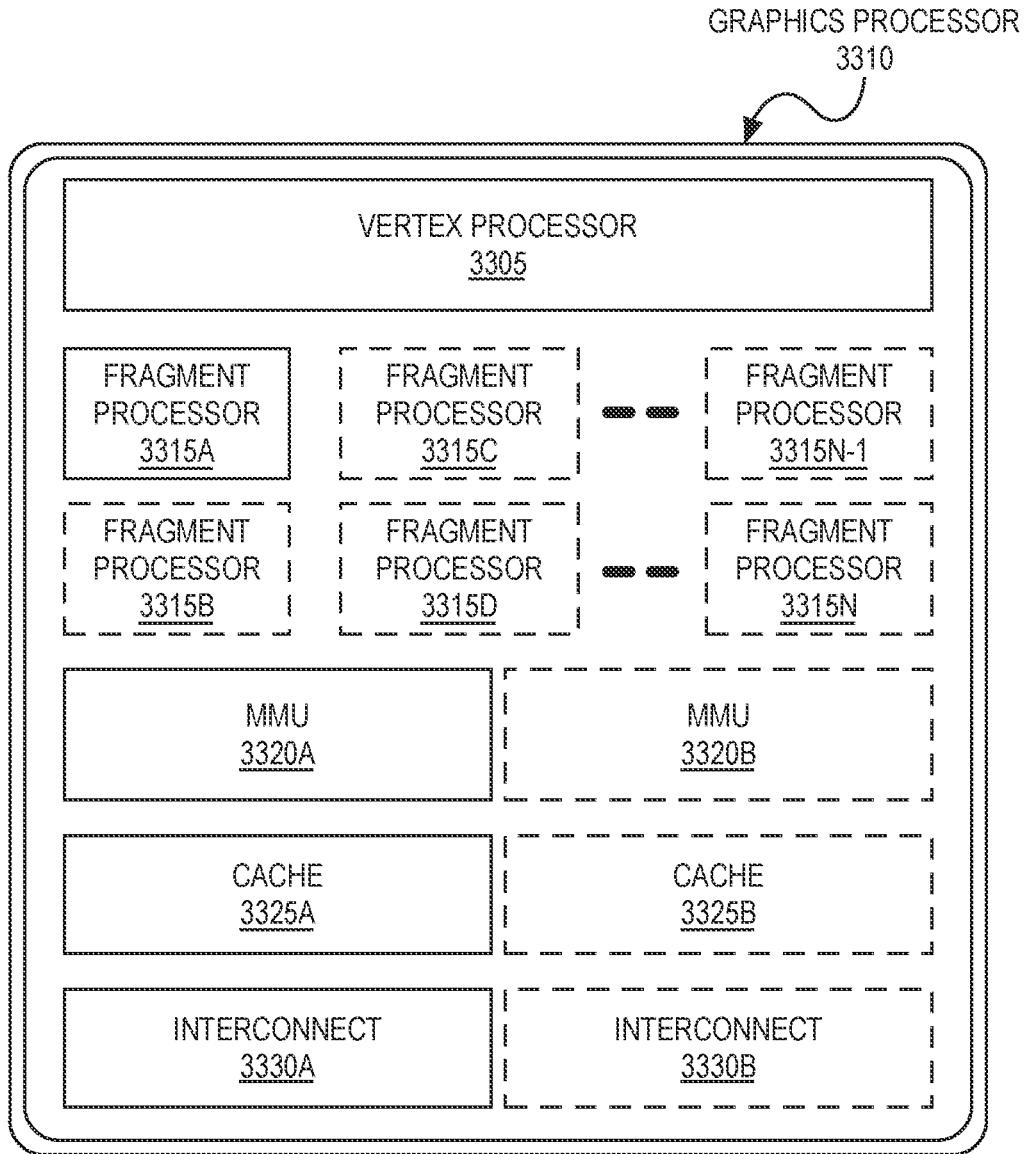 GRAPHICS PROCESSOR
3310
VERTEX PROCESSOR
3305
FRAGMENT
PROCESSOR
3315A
FRAGMENT
PROCESSOR
3315C
FRAGMENT
PROCESSOR
3315N-1
FRAGMENT
PROCESSOR
3315B
FRAGMENT
PROCESSOR
3315D
FRAGMENT
PROCESSOR
3315N
MMU
3320A
MMU
3320B
CACHE
3325A
CACHE
3325B
INTERCONNECT
3330A
INTERCONNECT
3330B